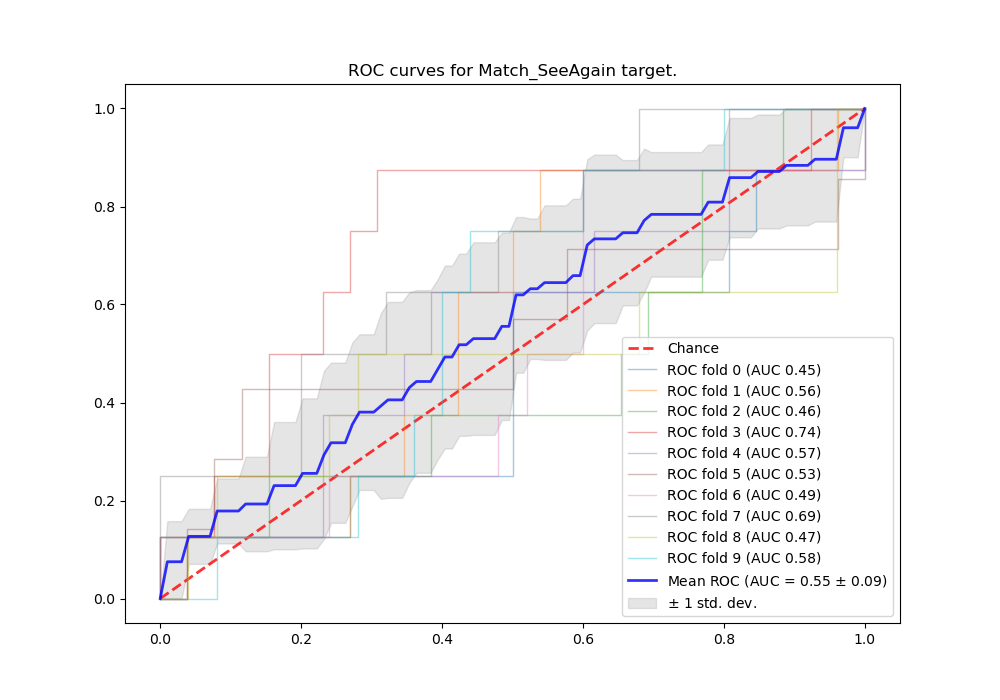 ROC curves for Match_SeeAgain target.
1.0
0.8
0.6
0.4
0.2
0.0
0.0 0.2 0.4 0.6 0.8 1.0
Chance
ROC fold 0 (AUC 0.45)
ROC fold 1 (AUC 0.56)
ROC fold 2 (AUC 0.46)
ROC fold 3 (AUC 0.74)
ROC fold 4 (AUC 0.57)
ROC fold 5 (AUC 0.53)
ROC fold 6 (AUC 0.49)
ROC fold 7 (AUC 0.69)
ROC fold 8 (AUC 0.47)
ROC fold 9 (AUC 0.58)
Mean ROC (AUC = 0.55 ± 0.09)
± 1 std. dev.